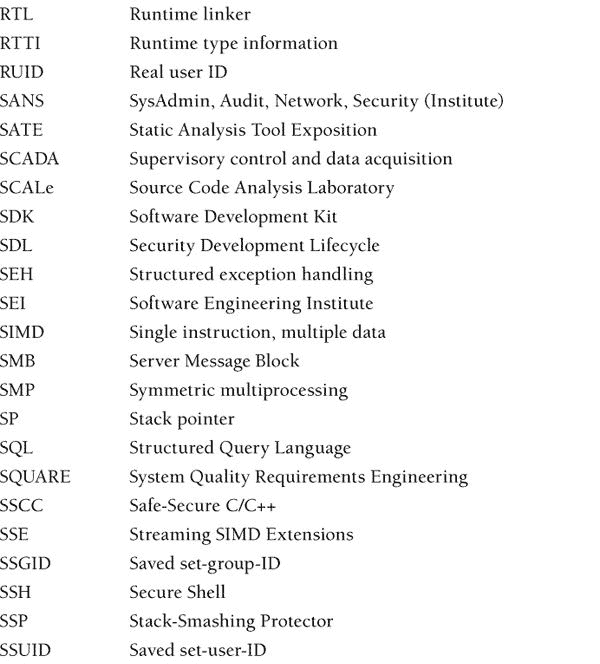 RTL Runtime linker
RTTI Runtime type information
RUID Real user ID
SANS SysAdmin, Audit, Network, Security (Institute)
SATE Static Analysis Tool Exposition
SCADA Supervisory control and data acquisition
SCALe Source Code Analysis Laboratory
SDK Software Development Kit
SDL Security Development Lifecycle
SEH Structured exception handling
SEI Software Engineering Institute
SIMD Single instruction, multiple data
SMB Server Message Block
SMP Symmetric multiprocessing
SP Stack pointer
SQL Structured Query Language
SQUARE System Quality Requirements Engineering
SSCC Safe-Secure C/C++
SSE Streaming SIMD Extensions
SSGID Saved set-group-ID
SSH Secure Shell
SSP Stack-Smashing Protector
SSUID Saved set-user-ID